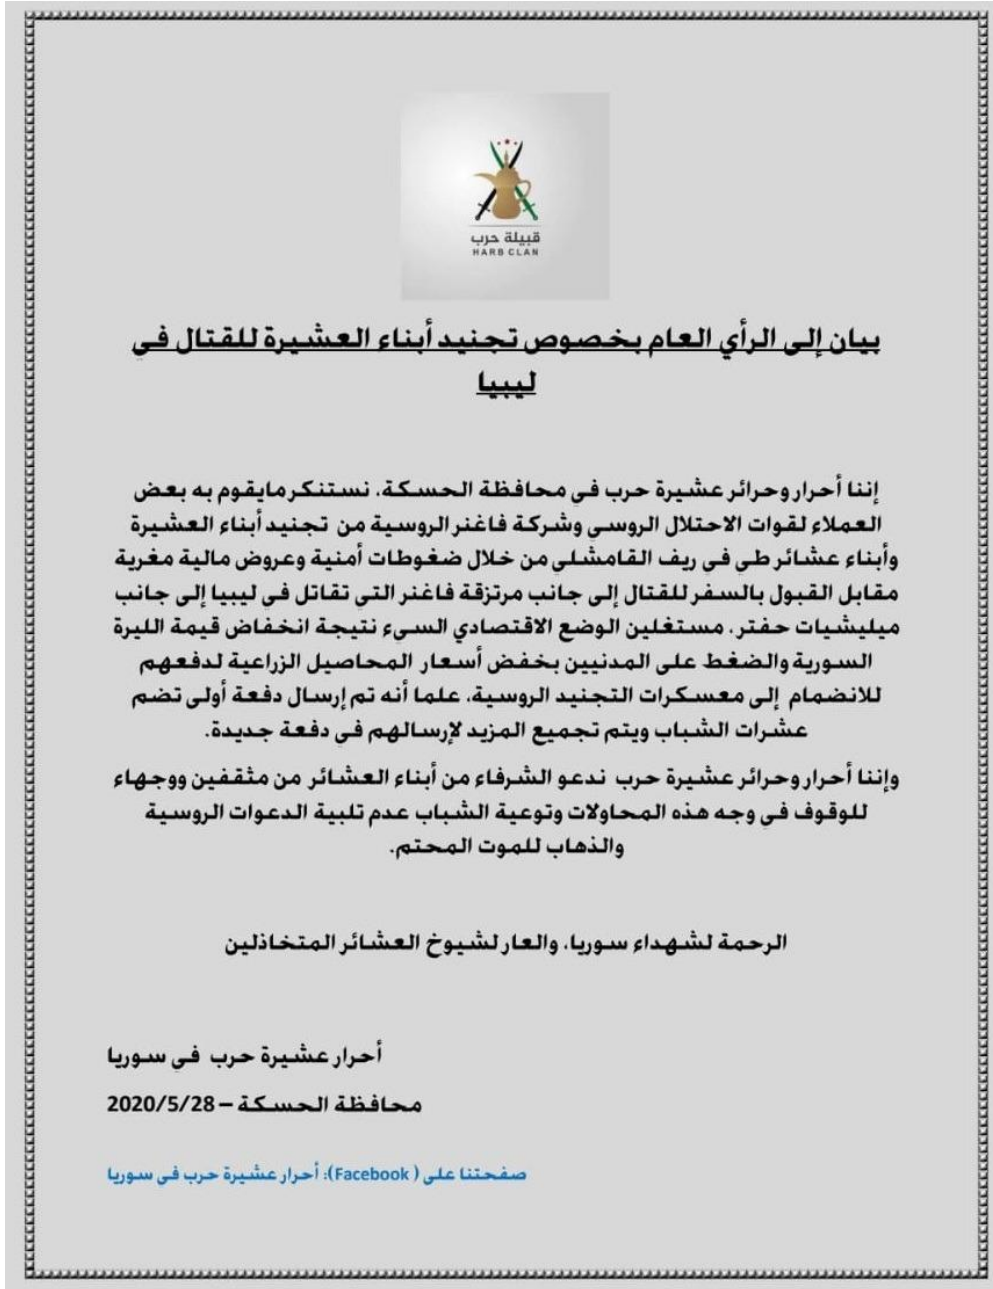 قبيلة حرب
HARB CLAN
بيان إلى الرأي العام بخصوص تجنيد أبناء العشيرة للقتال في
ليبيا
إننا أحرار وحرائر عشيرة حرب في محافظة الحسكة، نستنكر مايقوم به بعض
العملاء لقوات الاحتلال الروسي وشركة فاغنر الروسية من تجنيد أبناء العشيرة
وأبناء عشائر طي في ريف القامشلي من خلال ضغوطات أمنية وعروض مالية مغرية
مقابل القبول بالسفر للقتال إلى جانب مرتزقة فاغنر التي تقاتل في ليبيا إلى جانب
ميليشيات حفتر، مستغلين الوضع الاقتصادي السيء نتيجة انخفاض قيمة الليرة
السورية والضغط على المدنيين بخفض أسعار المحاصيل الزراعية لدفعهم
للانضمام إلى معسكرات التجنيد الروسية، علما أنه تم إرسال دفعة أولى تضم
عشرات الشباب ويتم تجميع المزيد لإرسالهم في دفعة جديدة.
وإننا أحرار وحرائر عشيرة حرب ندعو الشرفاء من أبناء العشائر من مثقفين ووجهاء
للوقوف في وجه هذه المحاولات وتوعية الشباب عدم تلبية الدعوات الروسية
والذهاب للموت المحتم.
الرحمة لشهداء سوريا، والعار لشيوخ العشائر المتخاذلين
أحرار عشيرة حرب في سوريا
محافظة الحسكة – 2020/5/28
صفحتنا على ( Facebook): أحرار عشيرة حرب في سوريا